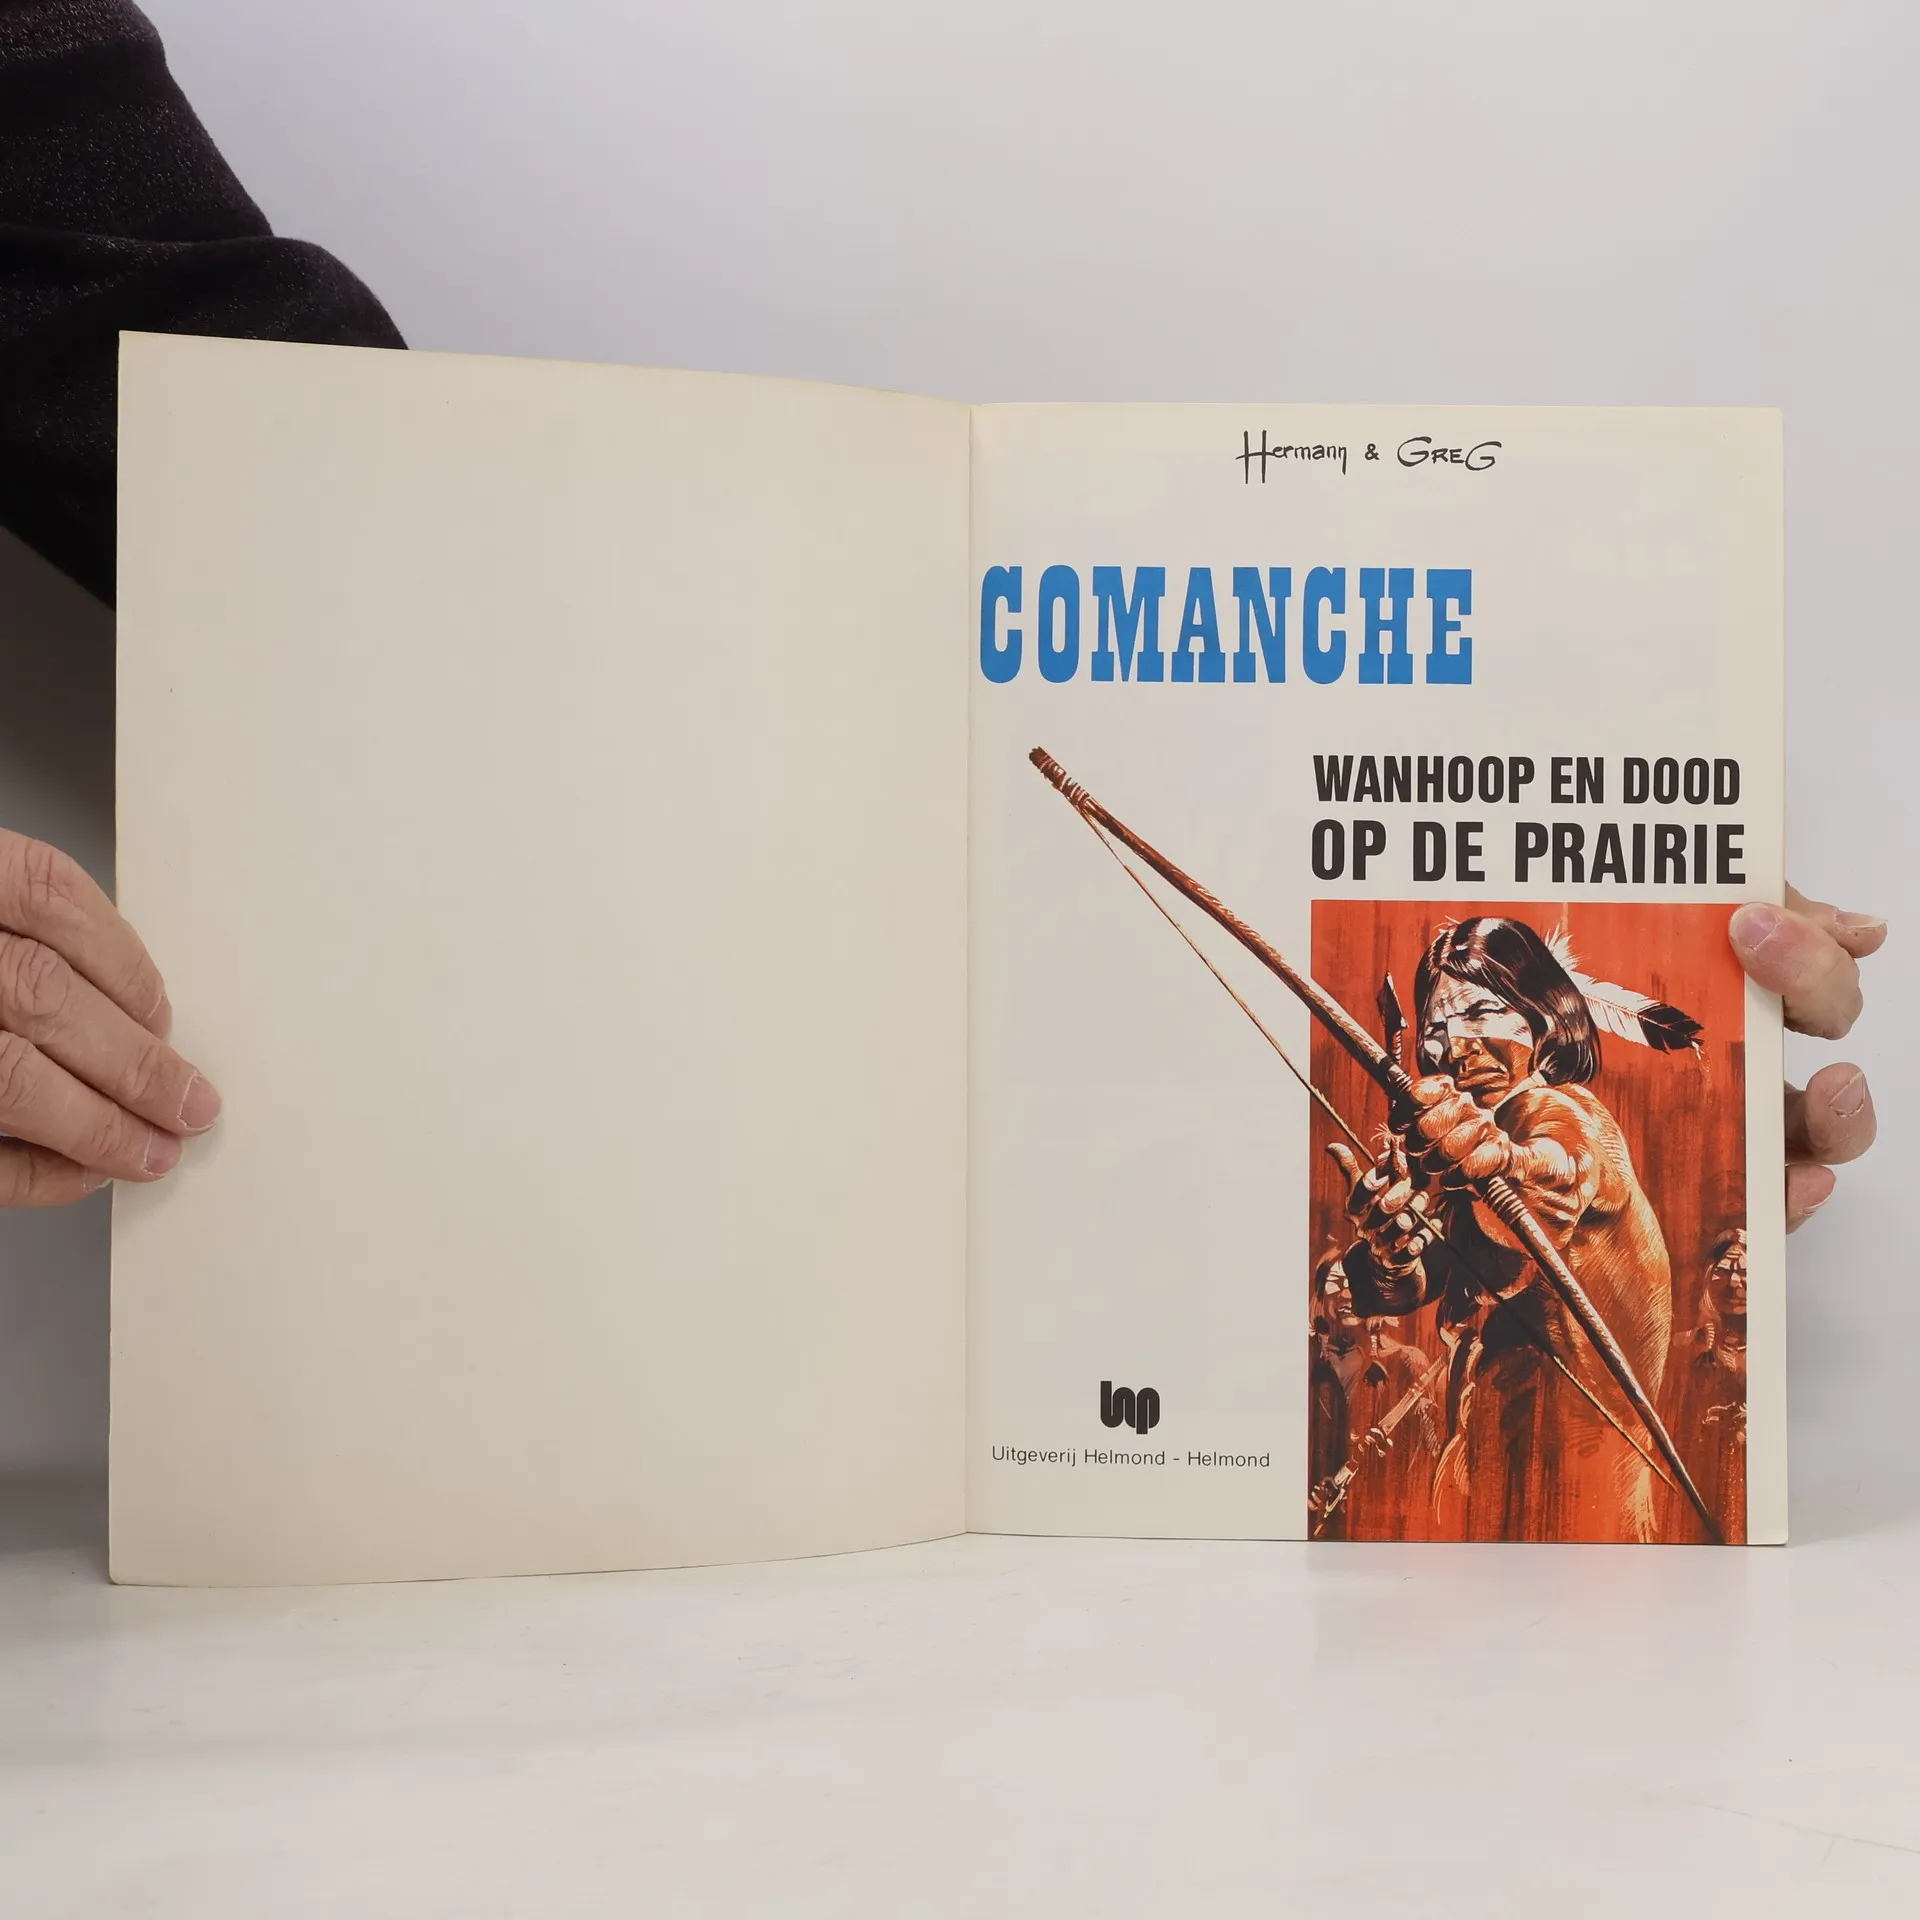 Hermann & GREG
COMANCHE
WANHOOP EN DOOD
OP DE PRAIRIE
Uitgeverij Helmond - Helmond